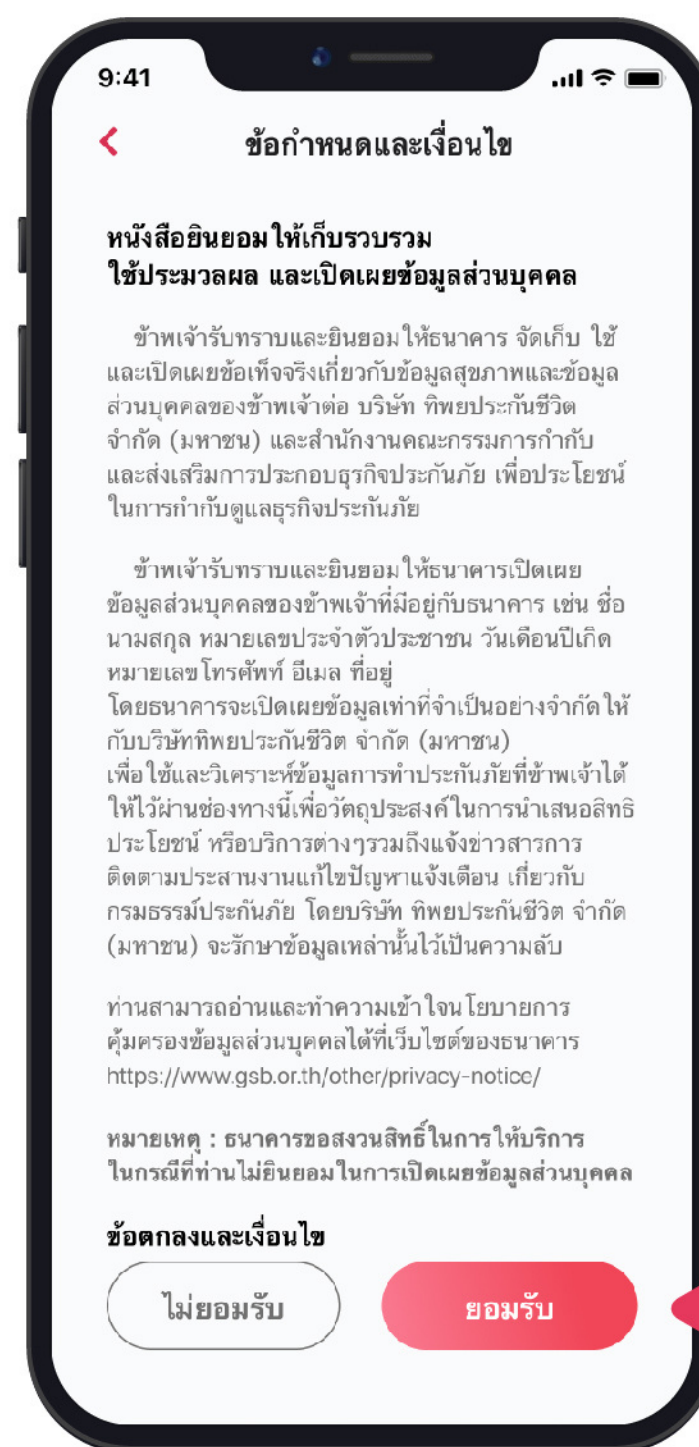 9:41
ข้อกำหนดและเงื่อนไข
หนังสือยินยอมให้เก็บรวบรวม
ใช้ประมวลผล และเปิดเผยข้อมูลส่วนบุคคล
ข้าพเจ้ารับทราบและยินยอมให้ธนาคาร จัดเก็บ ใช้
และเปิดเผยข้อเท็จจริงเกี่ยวกับข้อมูลสุขภาพและข้อมูล
ส่วนบุคคลของข้าพเจ้าต่อ บริษัท ทิพยประกันชีวิต
จำกัด (มหาชน) และสำนักงานคณะกรรมการกำกับ
และส่งเสริมการประกอบธุรกิจประกันภัย เพื่อประโยชน์
ในการกำกับดูแลธุรกิจประกันภัย
ข้าพเจ้ารับทราบและยินยอมให้ธนาคารเปิดเผย
ข้อมูลส่วนบุคคลของข้าพเจ้าที่มีอยู่กับธนาคาร เช่น ชื่อ
นามสกุล หมายเลขประจำตัวประชาชน วันเดือนปีเกิด
หมายเลขโทรศัพท์ อีเมล ที่อยู่
โดยธนาคารจะเปิดเผยข้อมูลเท่าที่จำเป็นอย่างจำกัดให้
กับบริษัททิพยประกันชีวิต จำกัด (มหาชน)
เพื่อใช้และวิเคราะห์ข้อมูลการทำประกันภัยที่ข้าพเจ้าได้
ให้ไว้ผ่านช่องทางนี้เพื่อวัตถุประสงค์ในการนำเสนอสิทธิ
ประโยชน์ หรือบริการต่างๆรวมถึงแจ้งข่าวสารการ
ติดตามประสานงานแก้ไขปัญหาแจ้งเตือน เกี่ยวกับ
กรมธรรม์ประกันภัย โดยบริษัท ทิพยประกันชีวิต จำกัด
(มหาชน) จะรักษาข้อมูลเหล่านั้นไว้เป็นความลับ
ท่านสามารถอ่านและทำความเข้าใจนโยบายการ
คุ้มครองข้อมูลส่วนบุคคลได้ที่เว็บไซต์ของธนาคาร
https://www.gsb.or.th/other/privacy-notice/
หมายเหตุ : ธนาคารขอสงวนสิทธิ์ในการให้บริการ
ในกรณีที่ท่านไม่ยินยอมในการเปิดเผยข้อมูลส่วนบุคคล
ข้อตกลงและเงื่อนไข
ไม่ยอมรับ
ยอมรับ